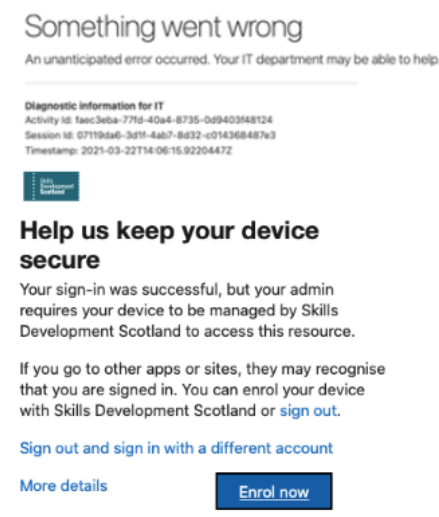 Something went wrong
An unanticipated error occurred. Your IT department may be able to help
Diagnostic information for IT
Activity Id: faec3eba-77fd-40a4-8735-0d9403f48124
Session Id: 07119da6-3d1f-4ab7-8d32-c014368487e3
Timestamp: 2021-03-22T14:06:15.9220447Z
Skills
Development
Scotland
Help us keep your device
secure
Your sign-in was successful, but your admin
requires your device to be managed by Skills
Development Scotland to access this resource.
If you go to other apps or sites, they may recognise
that you are signed in. You can enrol your device
with Skills Development Scotland or sign out.
Sign out and sign in with a different account
More details
Enrol now